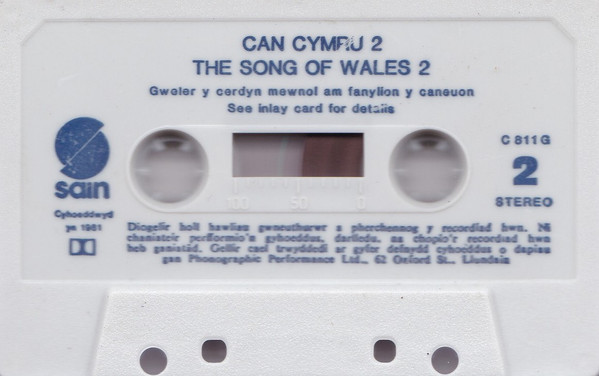 CAN CYMRU 2
THE SONG OF WALES 2
Gweler y cerdyn mewnol am fanylion y caneuon
See inlay card for details
C 811 G
2
STEREO
sain
Cyhoeddwyd
yn 1981
100 50 0
Diogelir holl hawliau gwneuthurwr a pherchennog y recordiad hwn. Ni
chaniateir perfformio'n gyhoeddus, darlledu, na chopïo'r recordiad hwn
heb ganiatâd. Gellir cael trwyddedi ar gyfer defnydd cyhoeddus o dapiau
gan Phonographic Performance Ltd., 62 Oxford St., Llundain